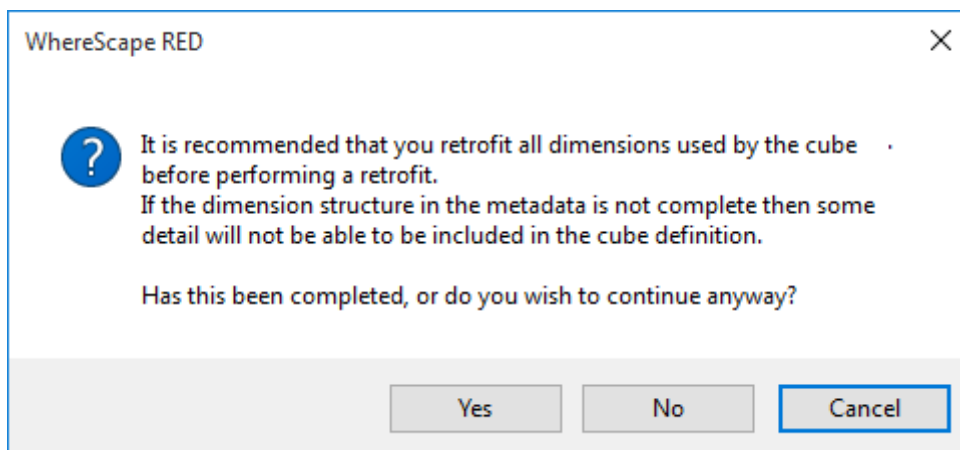 WhereScape RED
It is recommended that you retrofit all dimensions used by the cube
before performing a retrofit.
If the dimension structure in the metadata is not complete then some
detail will not be able to be included in the cube definition.
Has this been completed, or do you wish to continue anyway?
Yes
No
Cancel